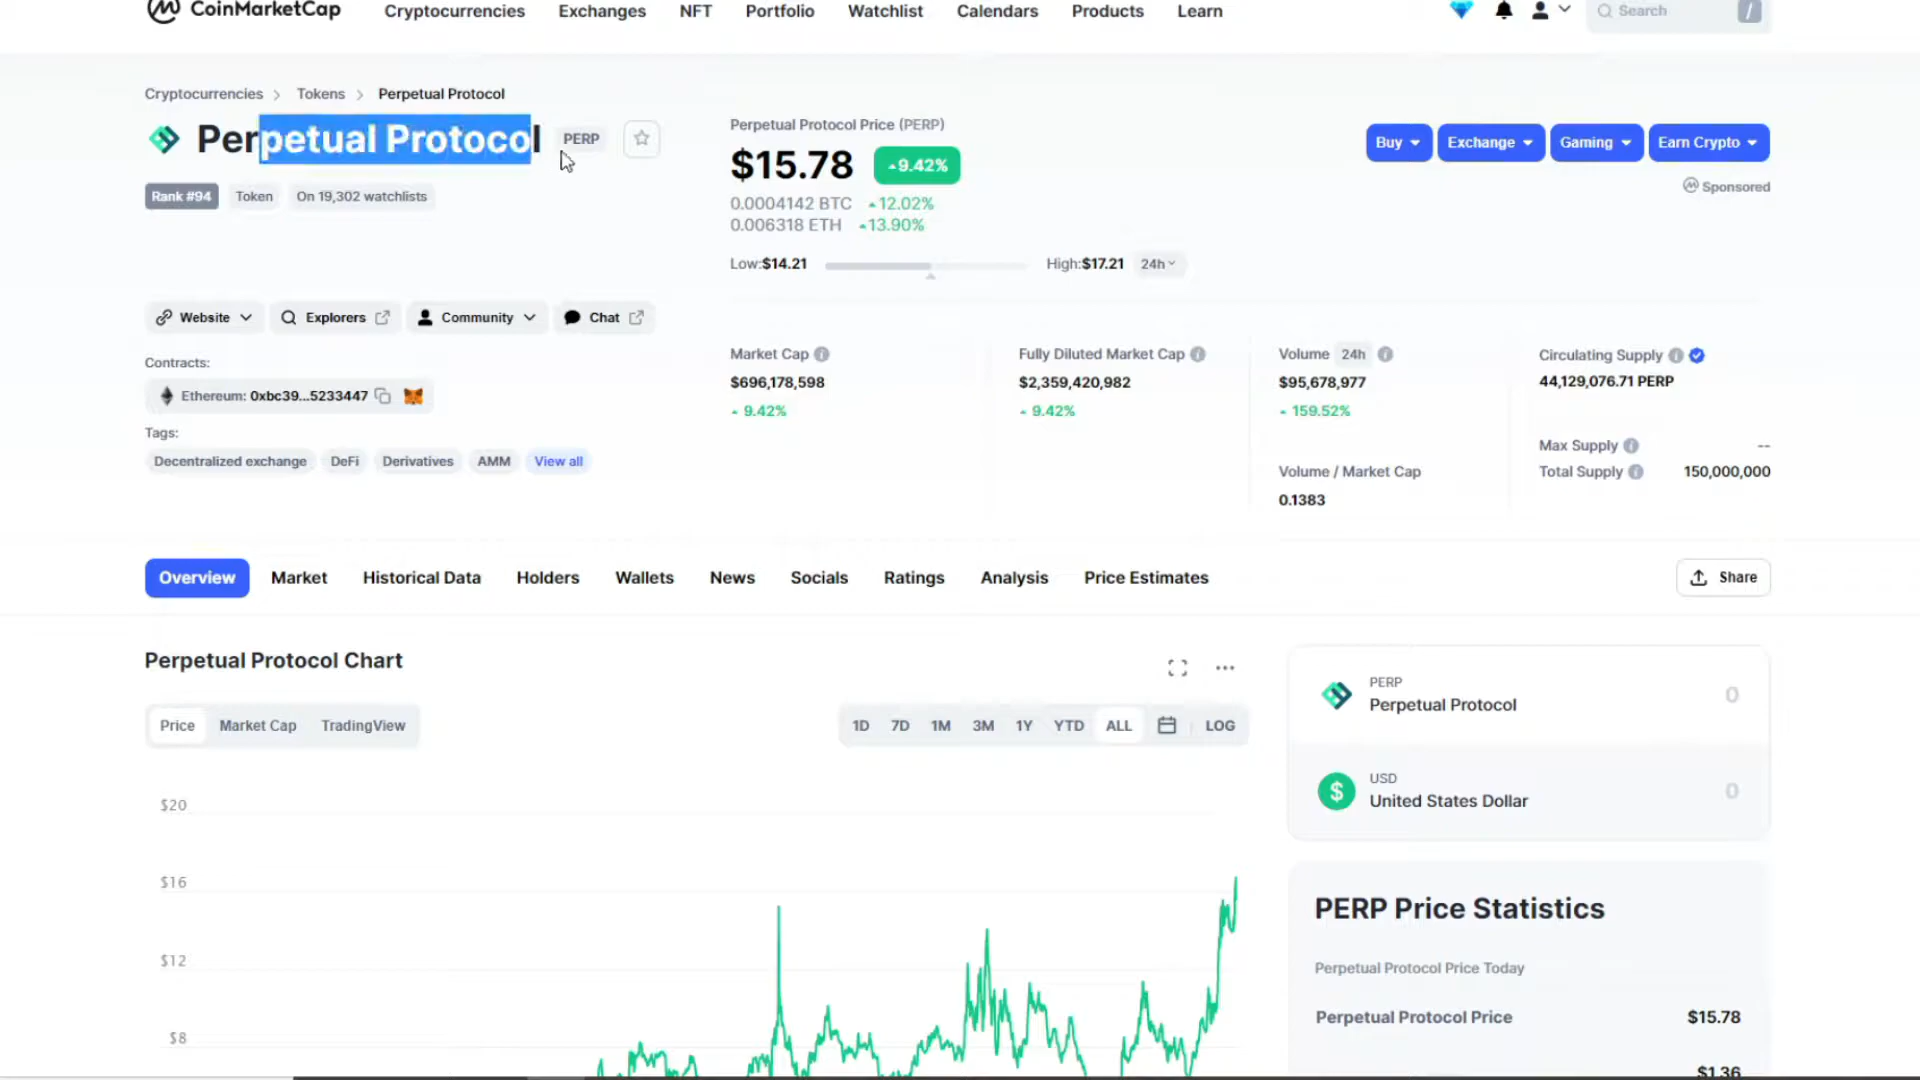 CoinMarketCap
Cryptocurrencies Exchanges NFT Portfolio Watchlist Calendars Products Learn
Search /
Cryptocurrencies > Tokens > Perpetual Protocol
Perpetual Protocol PERP
Rank #94 Token On 19,302 watchlists
Perpetual Protocol Price (PERP)
$15.78 9.42%
0.0004142 BTC 12.02%
0.006318 ETH 13.90%
Low:$14.21 High:$17.21 24h
Buy Exchange Gaming Earn Crypto
Sponsored
Website Explorers Community Chat
Contracts:
Ethereum: 0xbc39...5233447
Tags:
Decentralized exchange DeFi Derivatives AMM View all
Market Cap
$696,178,598
9.42%
Fully Diluted Market Cap
$2,359,420,982
9.42%
Volume 24h
$95,678,977
159.52%
Volume / Market Cap
0.1383
Circulating Supply
44,129,076.71 PERP
Max Supply --
Total Supply 150,000,000
Overview Market Historical Data Holders Wallets News Socials Ratings Analysis Price Estimates
Share
Perpetual Protocol Chart
Price Market Cap TradingView
1D 7D 1M 3M 1Y YTD ALL LOG
$20
$16
$12
$8
PERP
Perpetual Protocol 0
USD
$ United States Dollar 0
PERP Price Statistics
Perpetual Protocol Price Today
Perpetual Protocol Price $15.78
$1.36